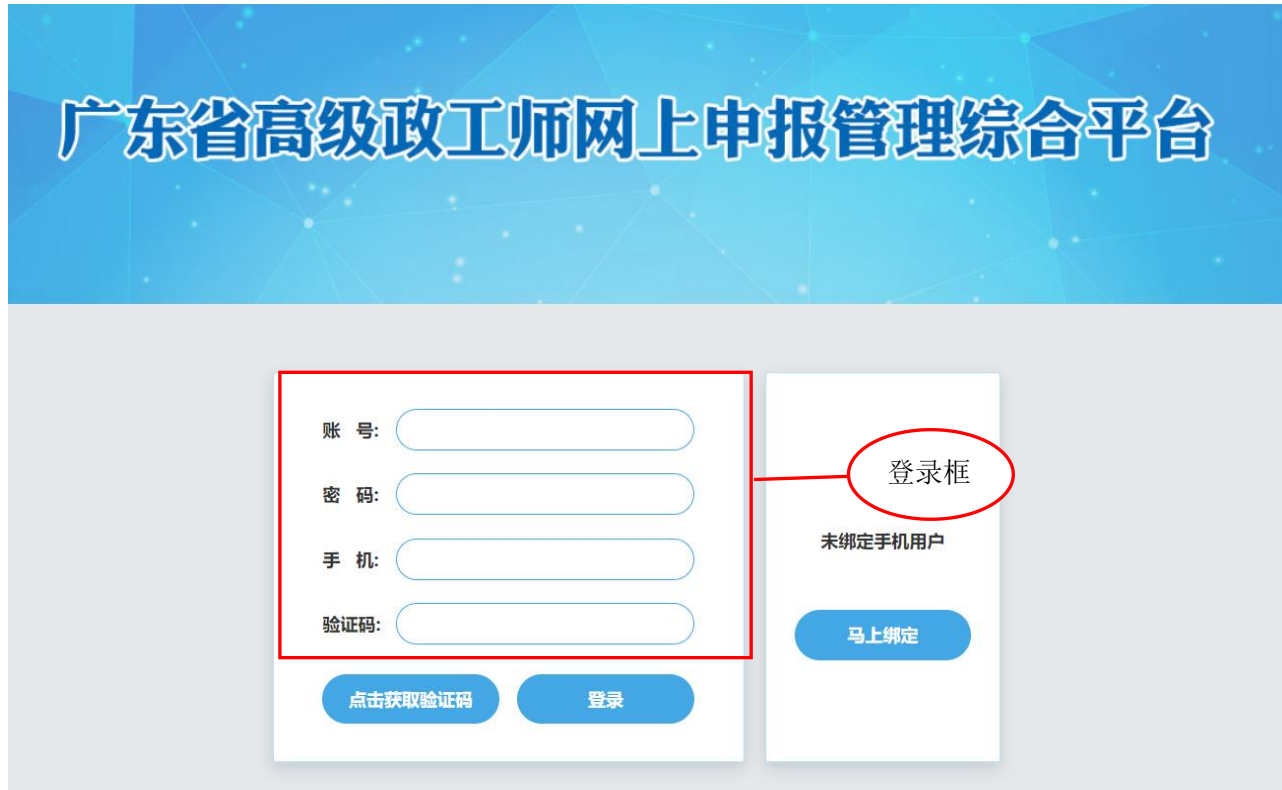 广东省高级政工师网上申报管理综合平台
账 号:
密 码:
手 机:
验证码:
点击获取验证码
登录
登录框
未绑定手机用户
马上绑定